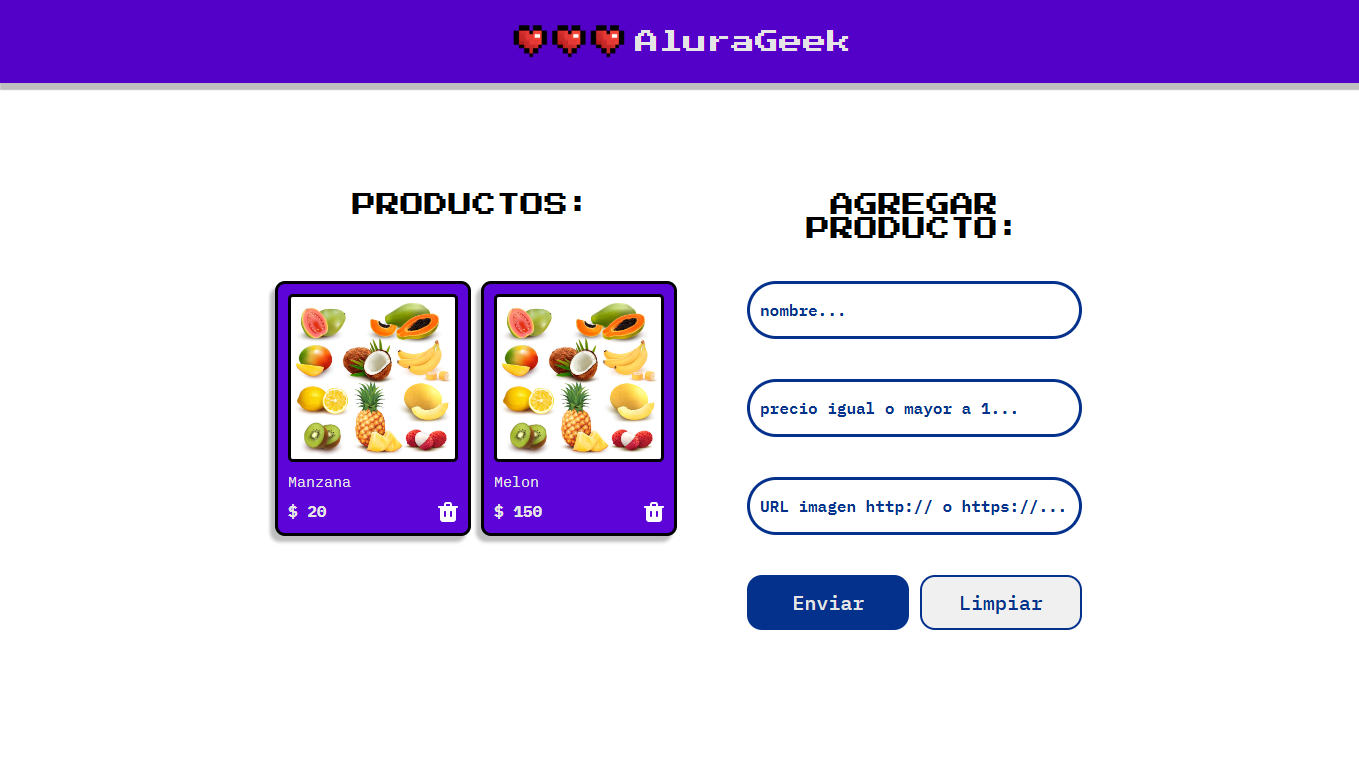 AluraGeek
PRODUCTOS:
Manzana
$ 20
Melon
$ 150
AGREGAR
PRODUCTO:
nombre...
precio igual o mayor a 1...
URL imagen http:// o https://...
Enviar
Limpiar